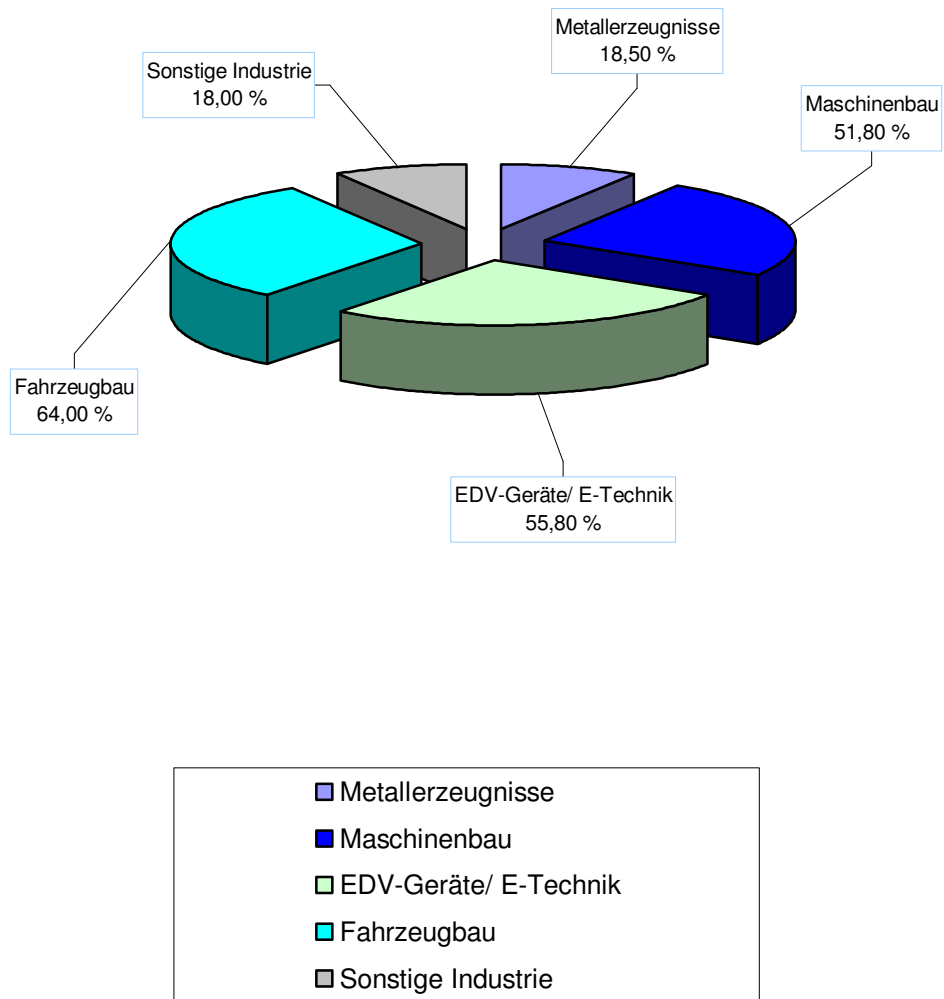 Metallerzeugnisse
18,50 %
Sonstige Industrie
18,00 %
Maschinenbau
51,80 %
Fahrzeugbau
64,00 %
EDV-Geräte/ E-Technik
55,80 %
Metallerzeugnisse
Maschinenbau
EDV-Geräte/ E-Technik
Fahrzeugbau
Sonstige Industrie